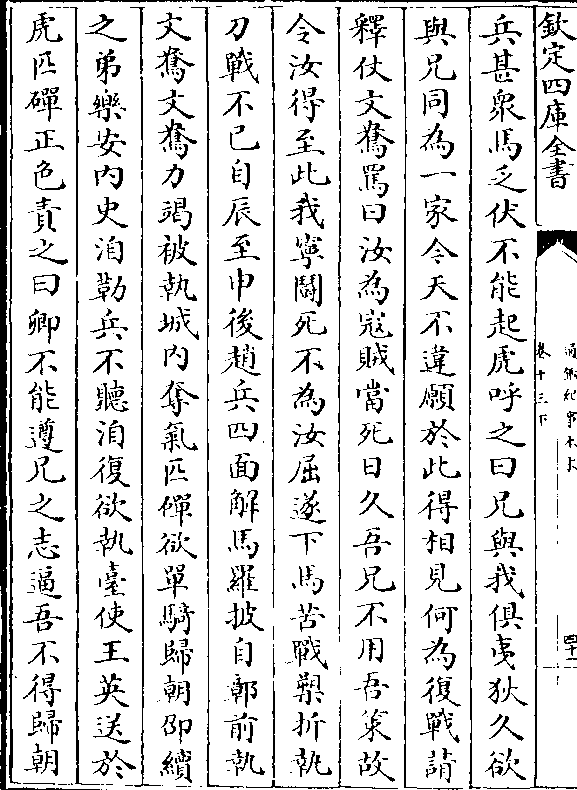 欽定四庫全書
通鑑紀事本末
卷十三下
四十二
兵甚衆馬乏伏不能起虎呼之曰兄與我俱夷狄久欲
與兄同為一家今天不違願於此得相見何為復戰請
釋仗文鴦罵曰汝為寇賊當死日久吾兄不用吾策故
令汝得至此我寧鬭死不為汝屈遂下馬苦戰槊折執
刀戰不已自辰至申後趙兵四面解馬羅披自鄣前執
文鴦文鴦力竭被執城内奪氣匹磾欲單騎歸朝邵續
之弟樂安内史洎勒兵不聽洎復欲執臺使王英送於
虎匹磾正色責之曰卿不能遵兄之志逼吾不得歸朝